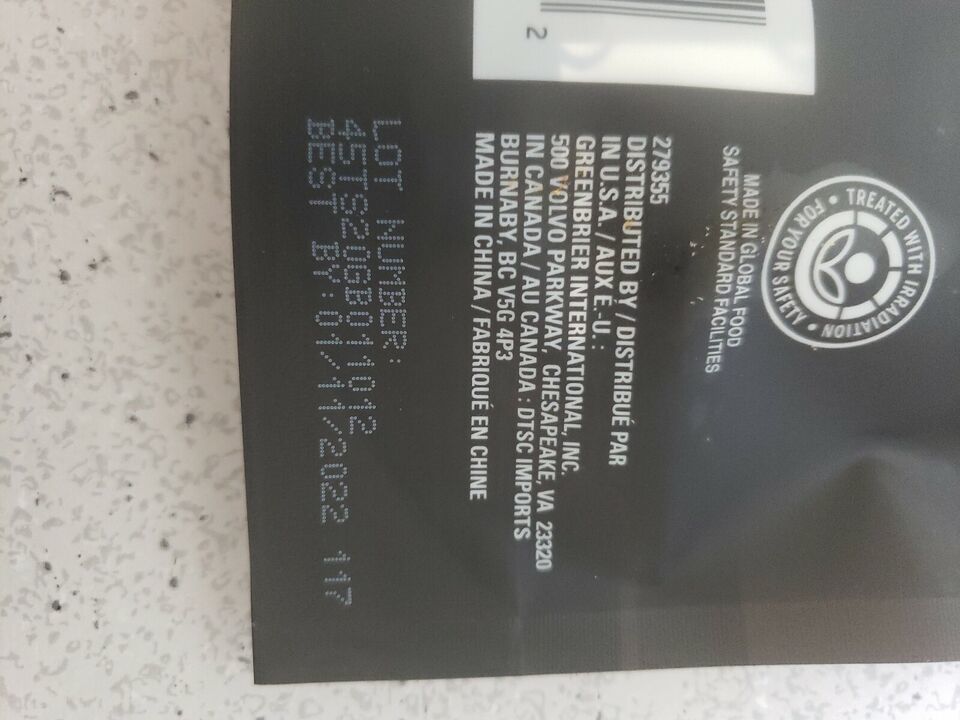 2
TREATED WITH IRRADIATION
• FOR YOUR SAFETY •
MADE IN GLOBAL FOOD
SAFETY STANDARD FACILITIES
279355
DISTRIBUTED BY / DISTRIBUÉ PAR
IN U.S.A. / AUX É.-U. :
GREENBRIER INTERNATIONAL, INC.
500 VOLVO PARKWAY, CHESAPEAKE, VA 23320
IN CANADA / AU CANADA : DTSC IMPORTS
BURNABY, BC V5G 4P3
MADE IN CHINA / FABRIQUÉ EN CHINE
LOT NUMBER:
45TS20GB011012
BEST BY:01/11/2022 117